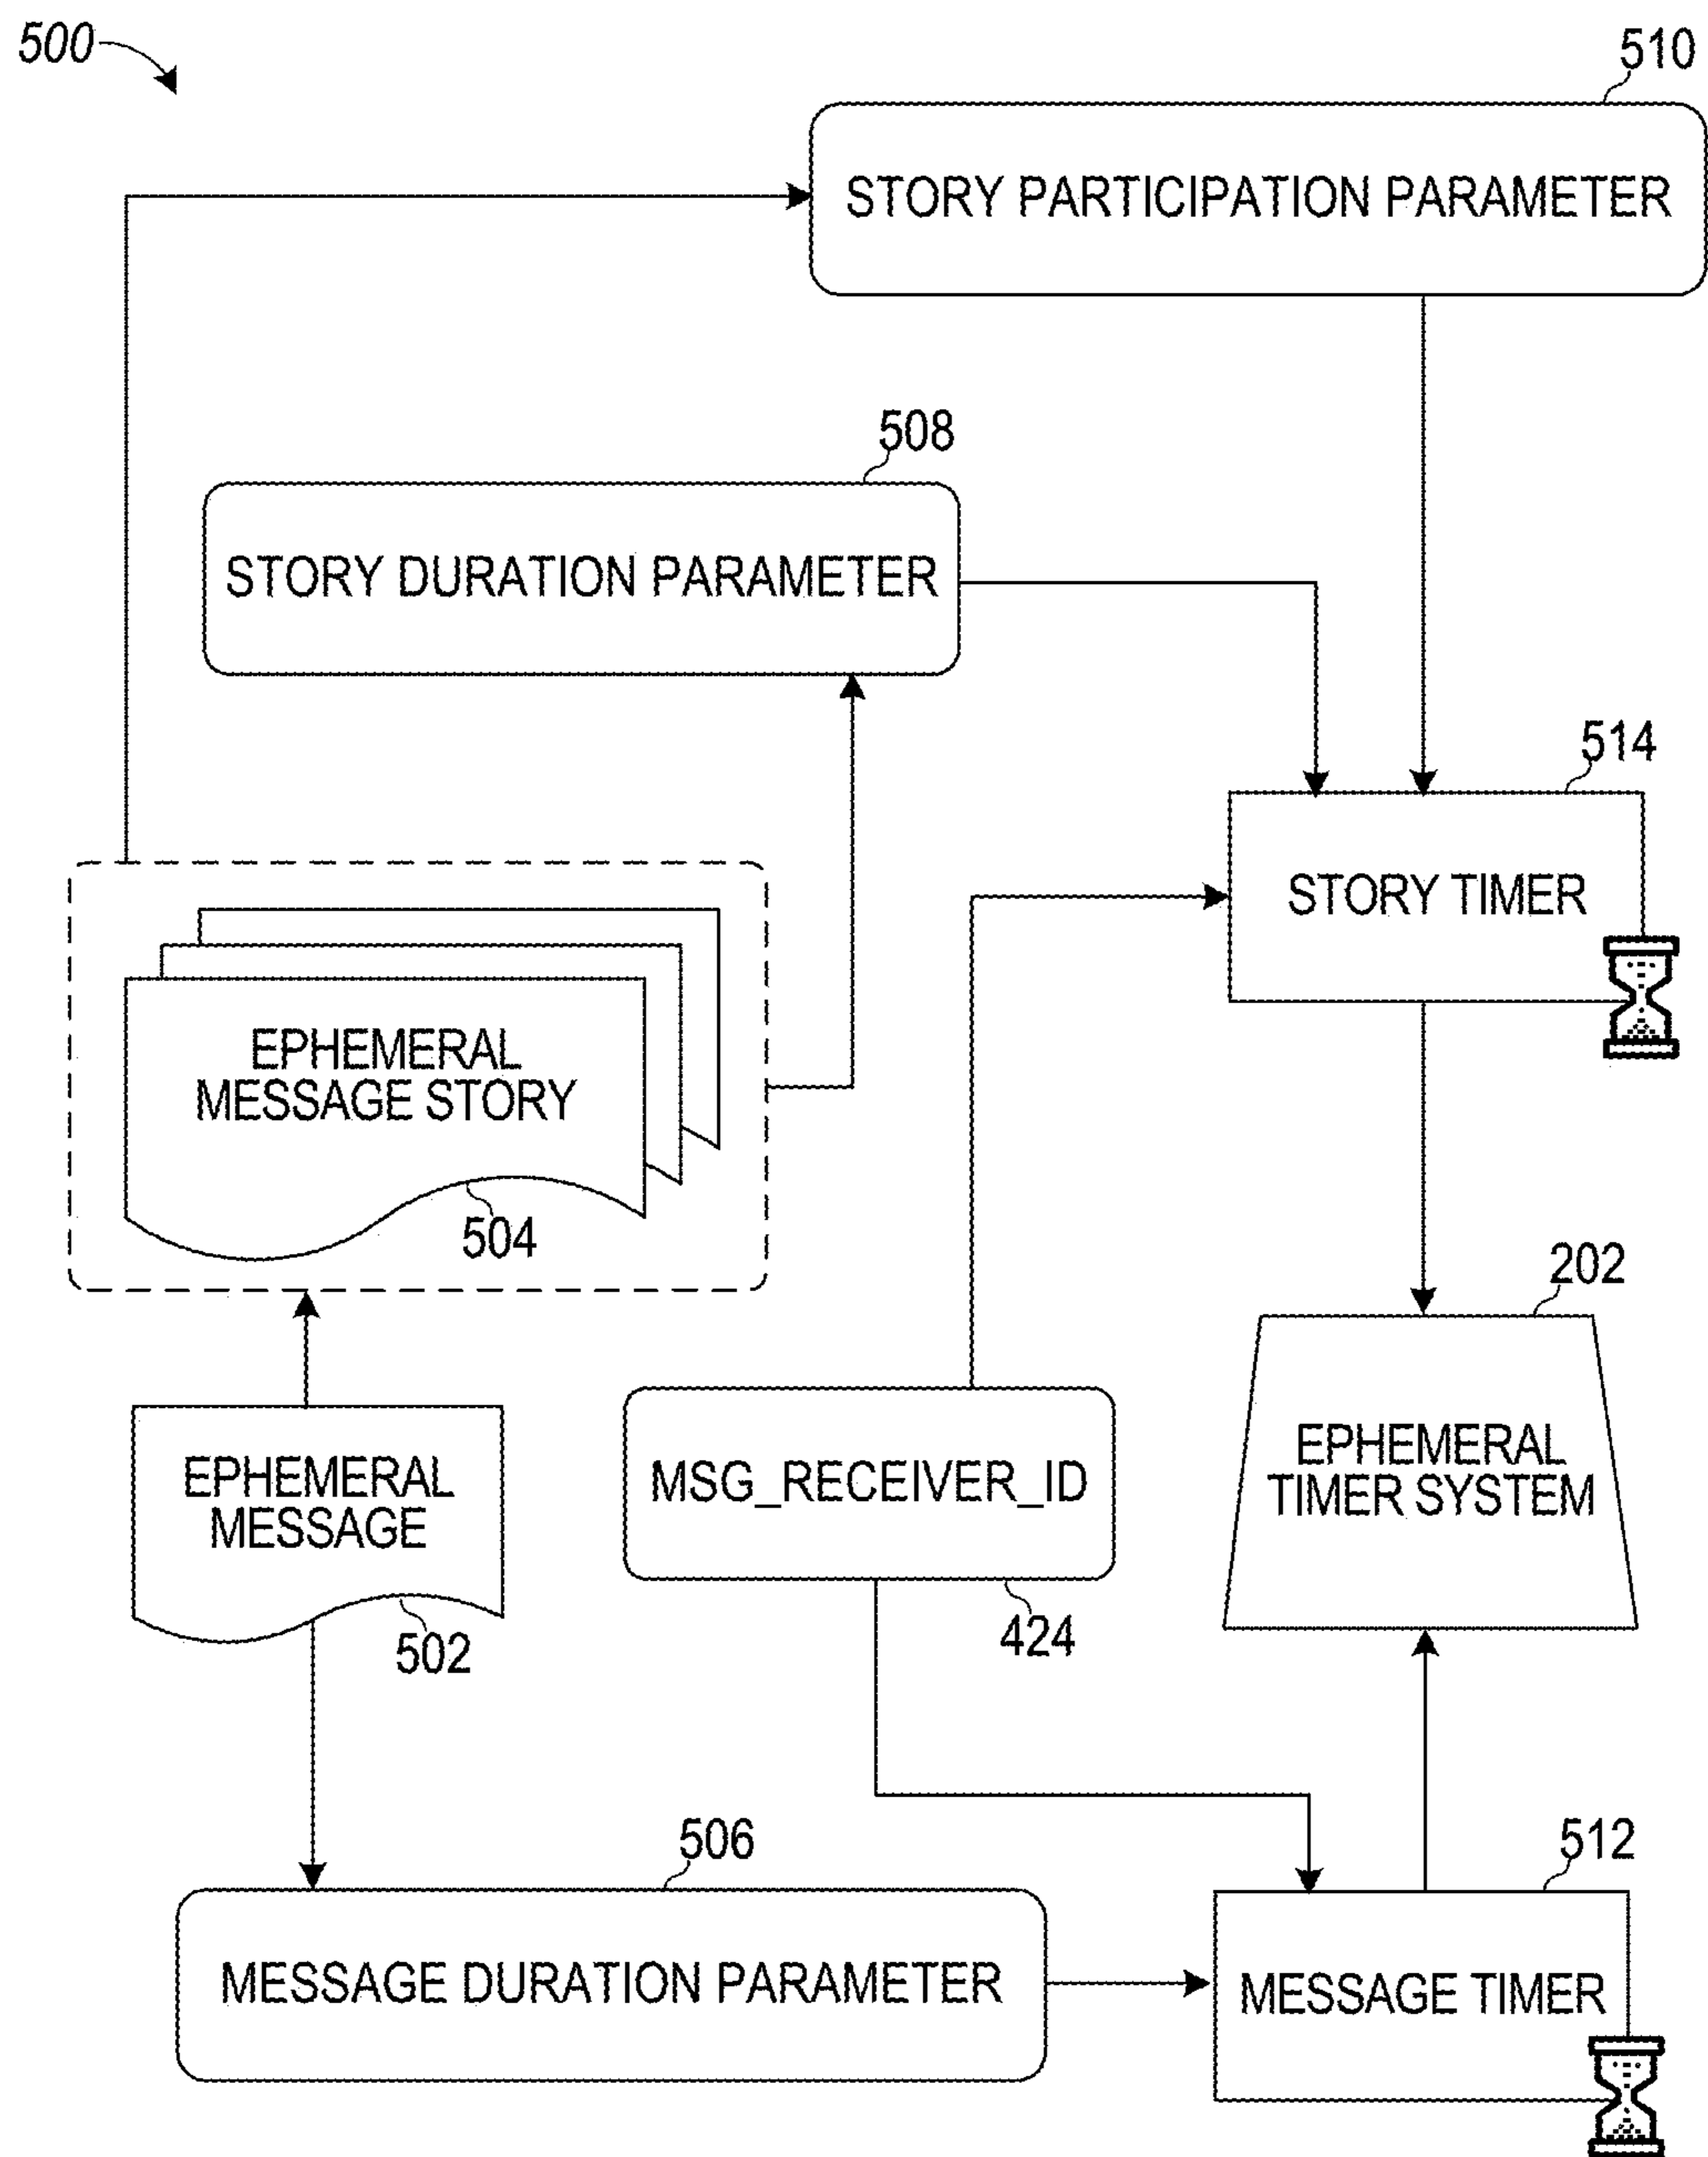 500
510
STORY PARTICIPATION PARAMETER
508
STORY DURATION PARAMETER
514
STORY TIMER
EPHEMERAL
MESSAGE STORY
504
202
EPHEMERAL
TIMER SYSTEM
EPHEMERAL
MESSAGE
502
MSG_RECEIVER_ID
424
506
MESSAGE DURATION PARAMETER
512
MESSAGE TIMER